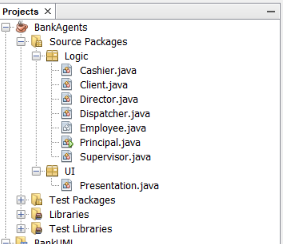 Projects
BankAgents
Source Packages
Logic
Cashier.java
Client.java
Director.java
Dispatcher.java
Employee.java
Principal.java
Supervisor.java
UI
Presentation.java
Test Packages
Libraries
Test Libraries
BankUML